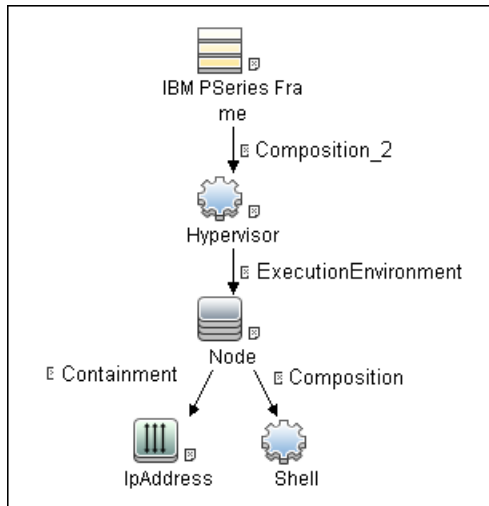 IBM PSeries Fra
me
Composition_2
Hypervisor
ExecutionEnvironment
Node
Containment
Composition
IpAddress
Shell